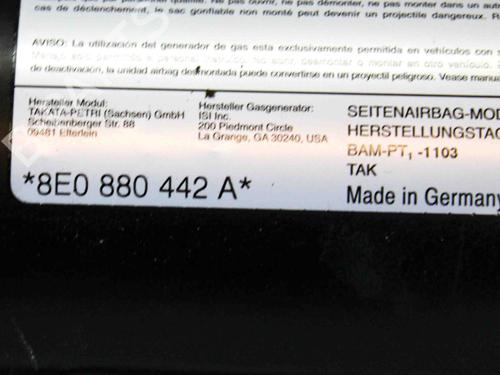 cas de déclenchement, le sac gonflable non monté peut devenir un projectile dangereux.
AVISO: La utilización del generador de gas esta exclusivamente permitida en vehículos con
de desactivación, la unidad airbag desmontada puede convertirse en un proyectil peligroso. Vease
Hersteller Modul:
TAKATA-PETRI (Sachsen) GmbH
Scheibenberger Str. 88
09481 Elterlein
Hersteller Gasgenerator:
ISI Inc.
200 Piedmont Circle
La Grange, GA 30240, USA
SEITENAIRBAG-MOD
HERSTELLUNGSTAG
BAM-PT, -1103
TAK
Made in Germany
*8E0 880 442 A*